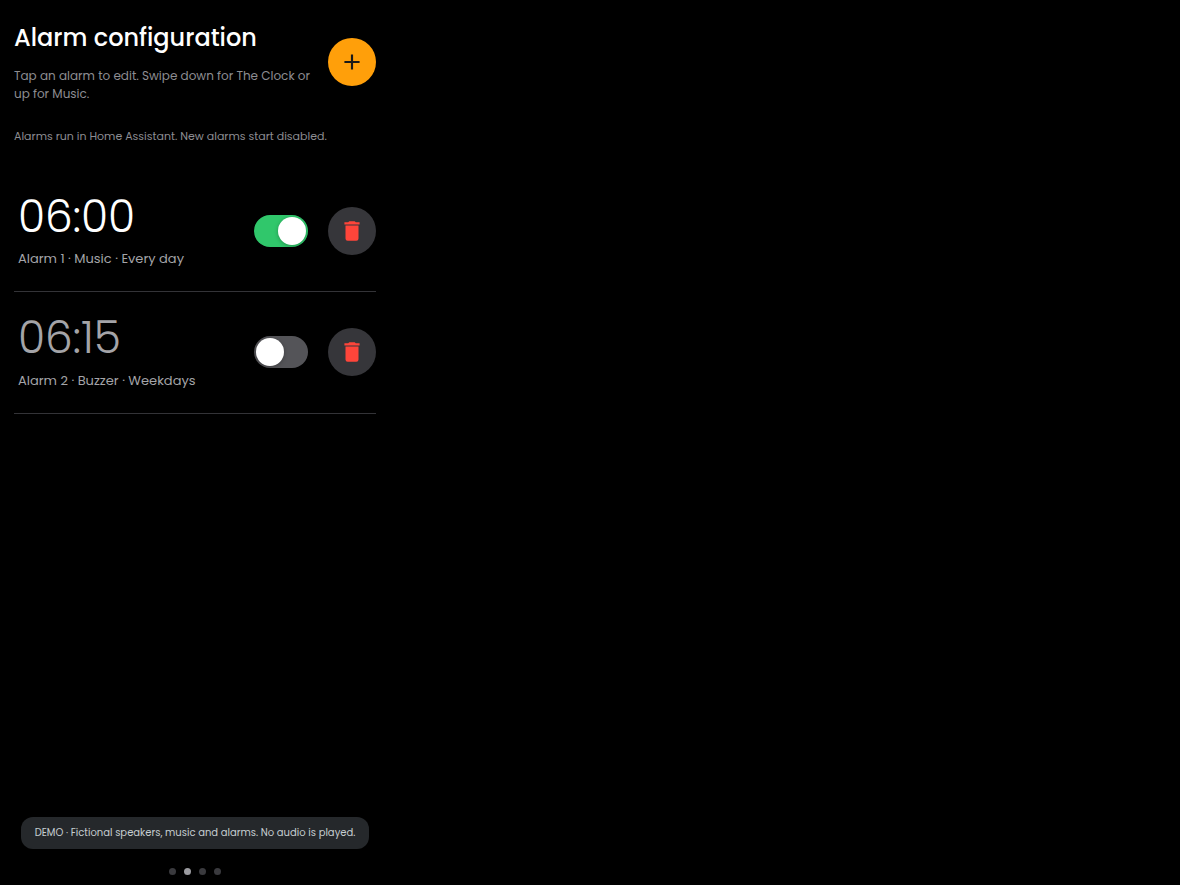 Alarm configuration
Tap an alarm to edit. Swipe down for The Clock or
up for Music.
Alarms run in Home Assistant. New alarms start disabled.
06:00
Alarm 1 · Music · Every day
06:15
Alarm 2 · Buzzer · Weekdays
DEMO · Fictional speakers, music and alarms. No audio is played.